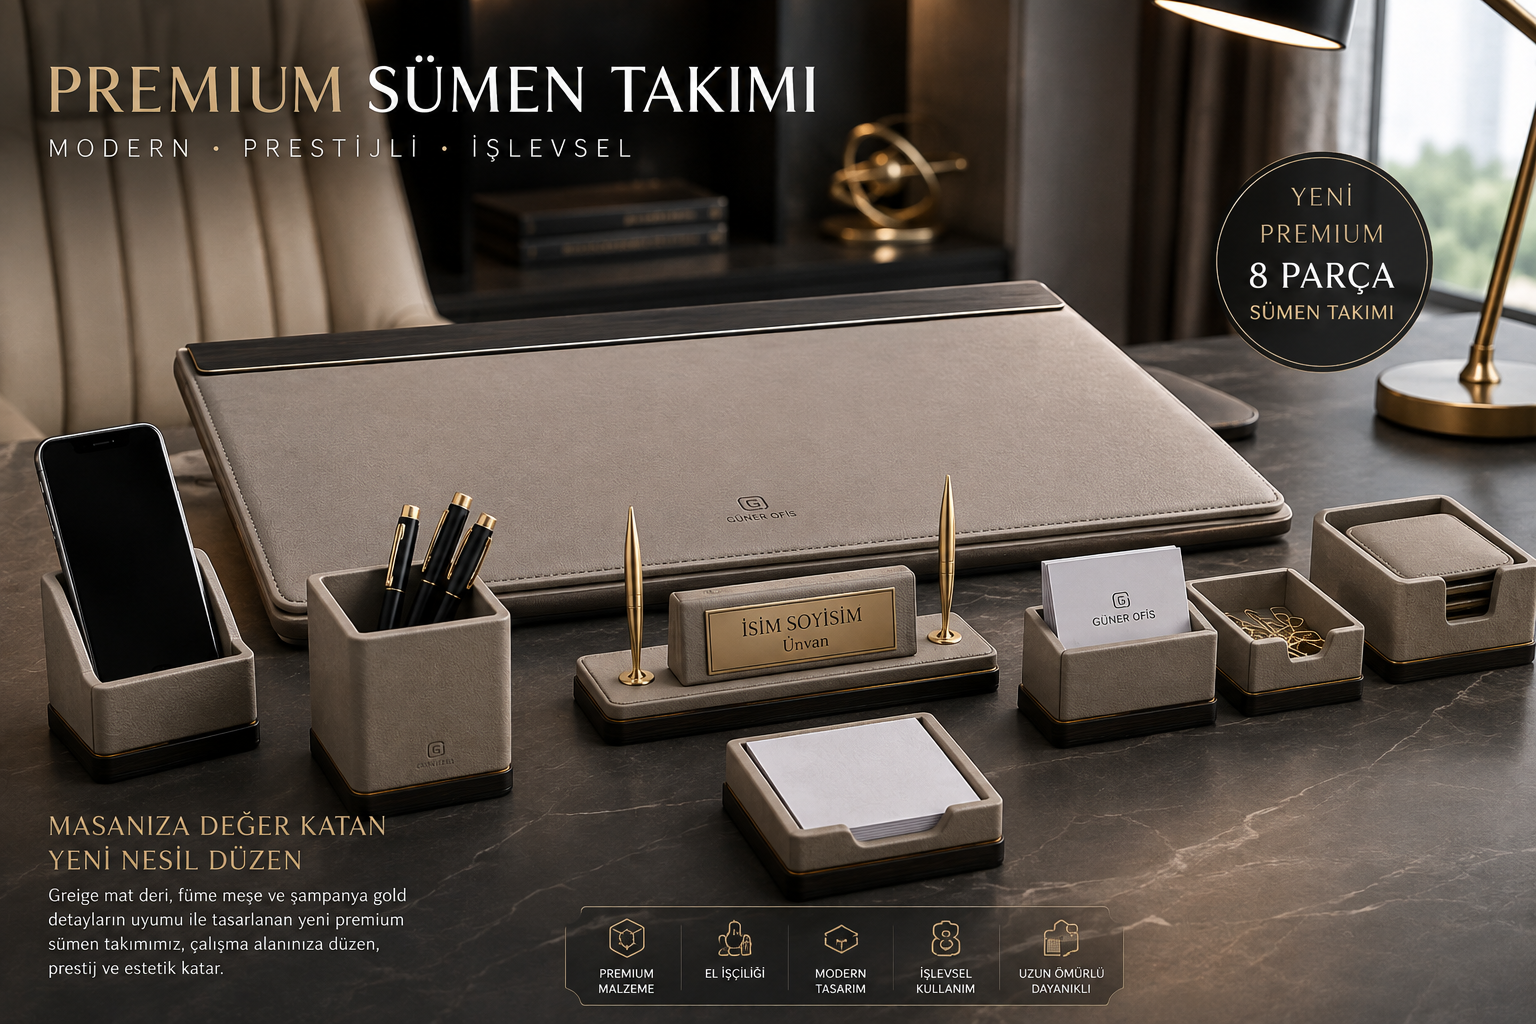 PREMIUM SÜMEN TAKIMI
MODERN • PRESTİJLİ • İŞLEVSEL
YENİ
PREMIUM
8 PARÇA
SÜMEN TAKIMI
G
GÜNER OFİS
İSİM SOYİSİM
Ünvan
G
GÜNER OFİS
G
MASANIZA DEĞER KATAN
YENİ NESİL DÜZEN
Greige mat deri, füme meşe ve şampanya gold
detayların uyumu ile tasarlanan yeni premium
sümen takımımız, çalışma alanınıza düzen,
prestij ve estetik katar.
PREMIUM
MALZEME
EL İŞÇİLİĞİ
MODERN
TASARIM
8
İŞLEVSEL
KULLANIM
UZUN ÖMÜRLÜ
DAYANIKLI